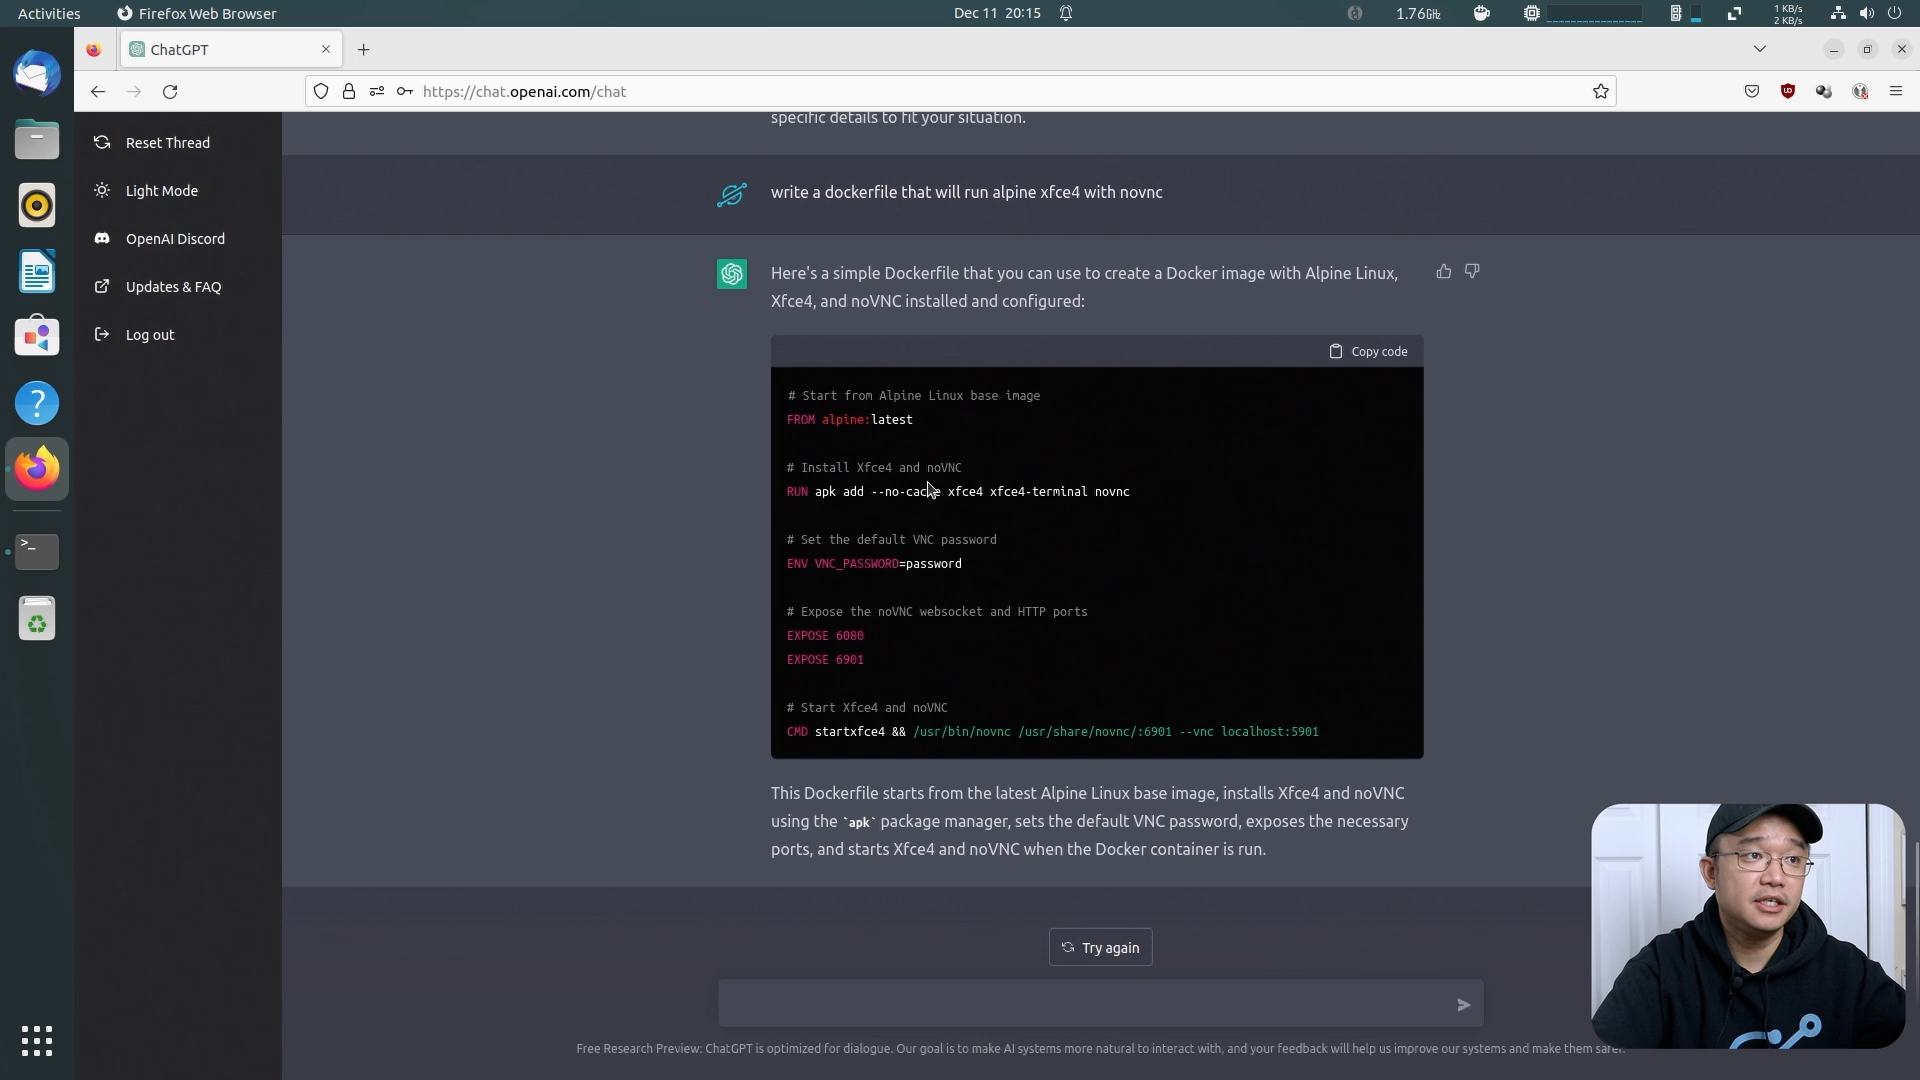 Activities
Firefox Web Browser
Dec 11 20:15
1.76GHz
1 KB/s
2 KB/s
ChatGPT
https://chat.openai.com/chat
Reset Thread
Light Mode
OpenAI Discord
Updates & FAQ
Log out
specific details to fit your situation.
write a dockerfile that will run alpine xfce4 with novnc
Here's a simple Dockerfile that you can use to create a Docker image with Alpine Linux,
Xfce4, and noVNC installed and configured:
Copy code
# Start from Alpine Linux base image
FROM alpine:latest
# Install Xfce4 and noVNC
RUN apk add --no-cache xfce4 xfce4-terminal novnc
# Set the default VNC password
ENV VNC_PASSWORD=password
# Expose the noVNC websocket and HTTP ports
EXPOSE 6080
EXPOSE 6901
# Start Xfce4 and noVNC
CMD startxfce4 && /usr/bin/novnc /usr/share/novnc/:6901 --vnc localhost:5901
This Dockerfile starts from the latest Alpine Linux base image, installs Xfce4 and noVNC
using the `apk` package manager, sets the default VNC password, exposes the necessary
ports, and starts Xfce4 and noVNC when the Docker container is run.
Try again
Free Research Preview: ChatGPT is optimized for dialogue. Our goal is to make AI systems more natural to interact with, and your feedback will help us improve our systems and make them safer.